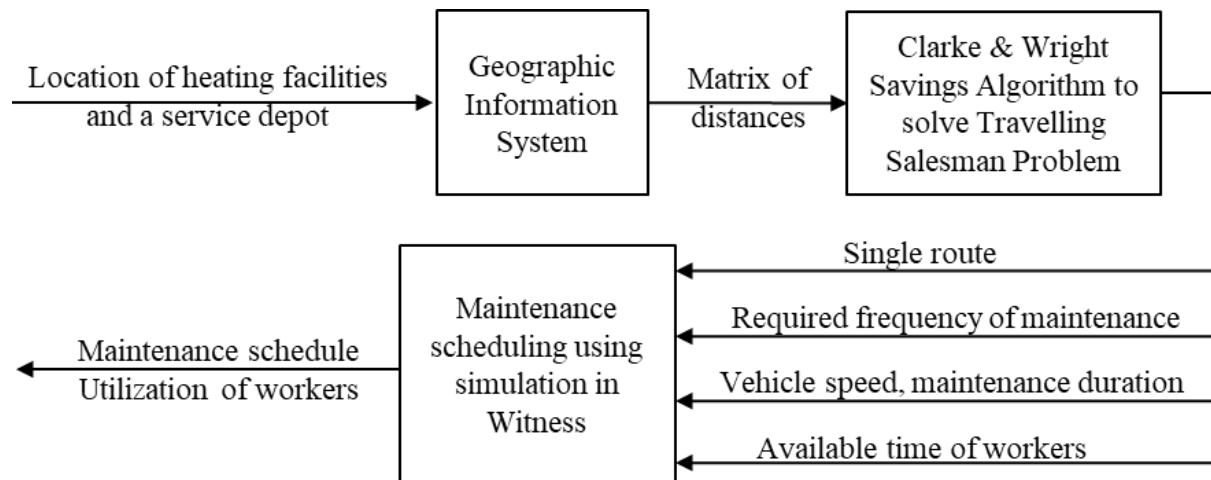 Location of heating facilities
and a service depot
Geographic
Information
System
Matrix of
distances
Clarke & Wright
Savings Algorithm to
solve Travelling
Salesman Problem
Single route
Required frequency of maintenance
Vehicle speed, maintenance duration
Available time of workers
Maintenance
scheduling using
simulation in
Witness
Maintenance schedule
Utilization of workers